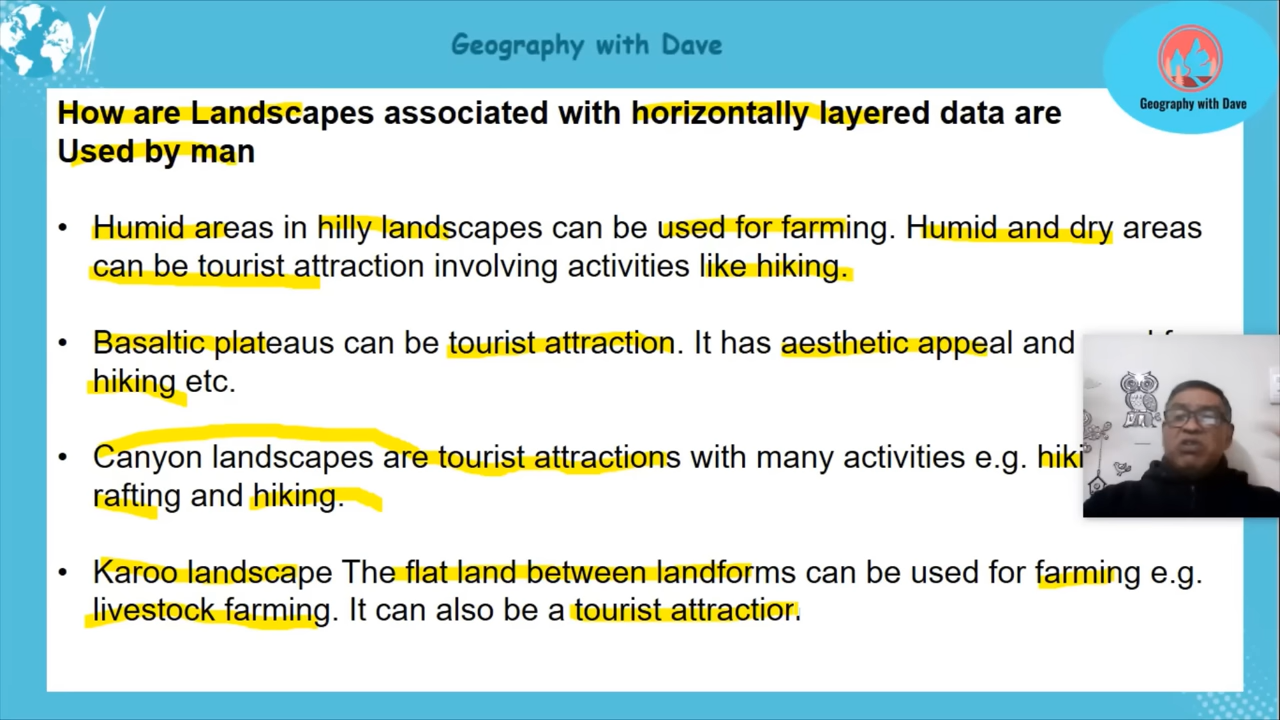 Geography with Dave
Geography with Dave
How are Landscapes associated with horizontally layered data are
Used by man
• Humid areas in hilly landscapes can be used for farming. Humid and dry areas
can be tourist attraction involving activities like hiking.
• Basaltic plateaus can be tourist attraction. It has aesthetic appeal and
hiking etc.
• Canyon landscapes are tourist attractions with many activities e.g.
rafting and hiking.
• Karoo landscape The flat land between landforms can be used for farming e.g.
livestock farming. It can also be a tourist attraction.